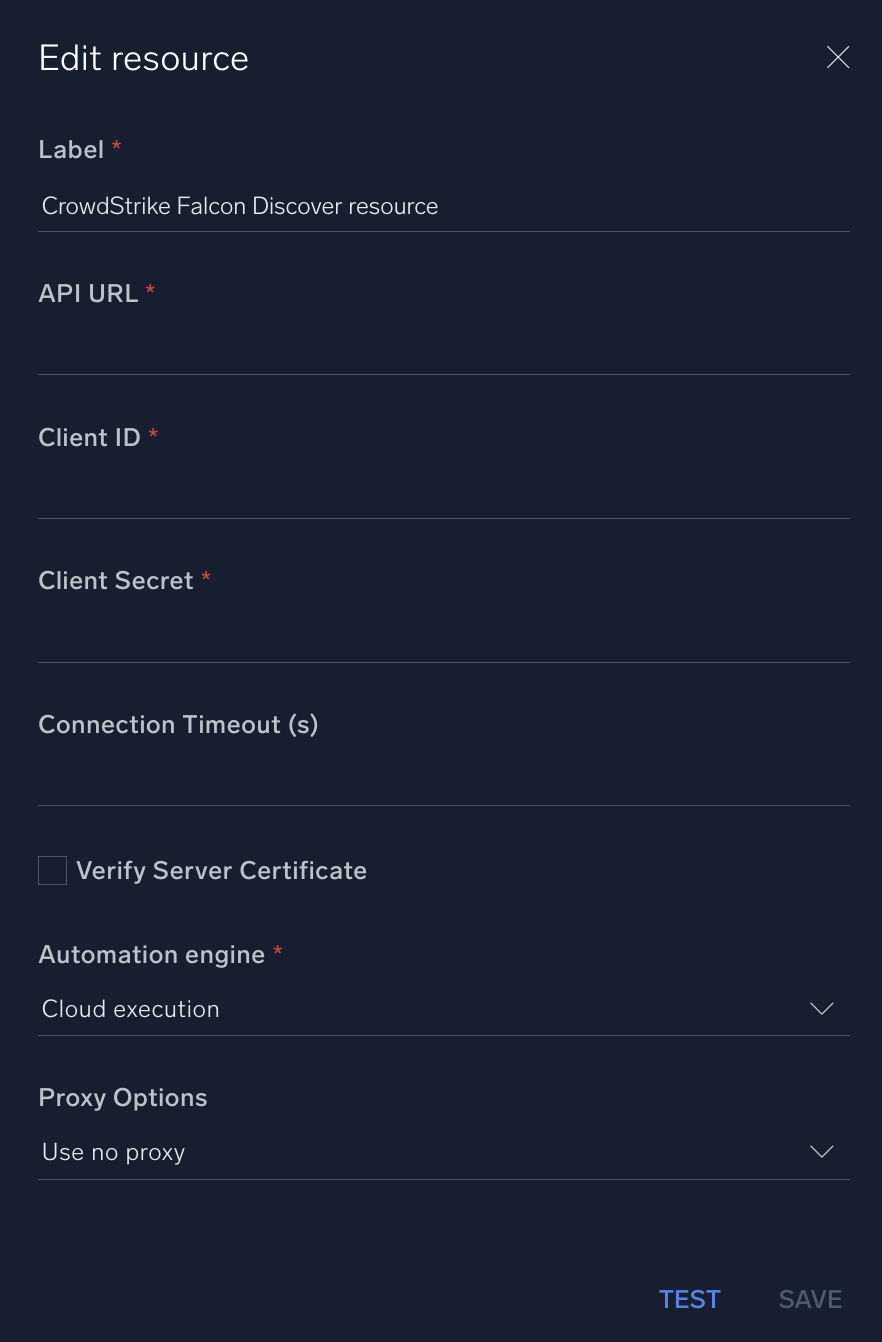 Edit resource
Label *
CrowdStrike Falcon Discover resource
API URL *
Client ID *
Client Secret *
Connection Timeout (s)
Verify Server Certificate
Automation engine *
Cloud execution
Proxy Options
Use no proxy
TEST SAVE